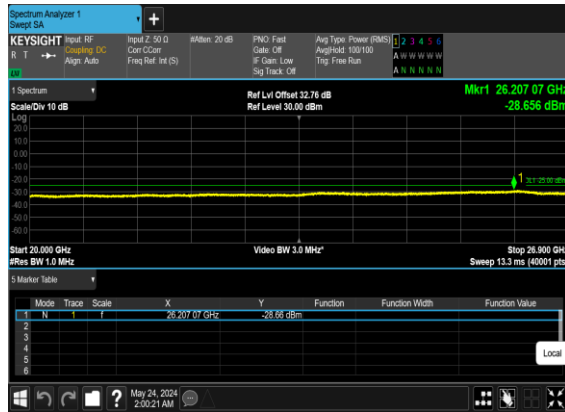 Spectrum Analyzer 1
Swept SA
+
KEYSIGHT Input: RF
R T Coupling: DC
Align: Auto
LXI
Input Z: 50 Ω
Corr CCorr
Freq Ref: Int (S)
#Atten: 20 dB
PNO: Fast
Gate: Off
IF Gain: Low
Sig Track: Off
Avg Type: Power (RMS)
Avg|Hold: 100/100
Trig: Free Run
1 2 3 4 5 6
A W W W W W
A N N N N N
1 Spectrum
Scale/Div 10 dB
Ref Lvl Offset 32.76 dB
Ref Level 30.00 dBm
Mkr1 26.207 07 GHz
-28.656 dBm
Log
20.0
10.0
0.00
-10.0
-20.0
-30.0
-40.0
-50.0
-60.0
1
DL1 -25.00 dBm
Start 20.000 GHz
#Res BW 1.0 MHz
Video BW 3.0 MHz*
Stop 26.900 GHz
Sweep 13.3 ms (40001 pts)
5 Marker Table
Mode Trace Scale X Y Function Function Width Function Value
1 N 1 f 26.207 07 GHz -28.66 dBm
2
3
4
5
6
Local
? May 24, 2024
2:00:21 AM